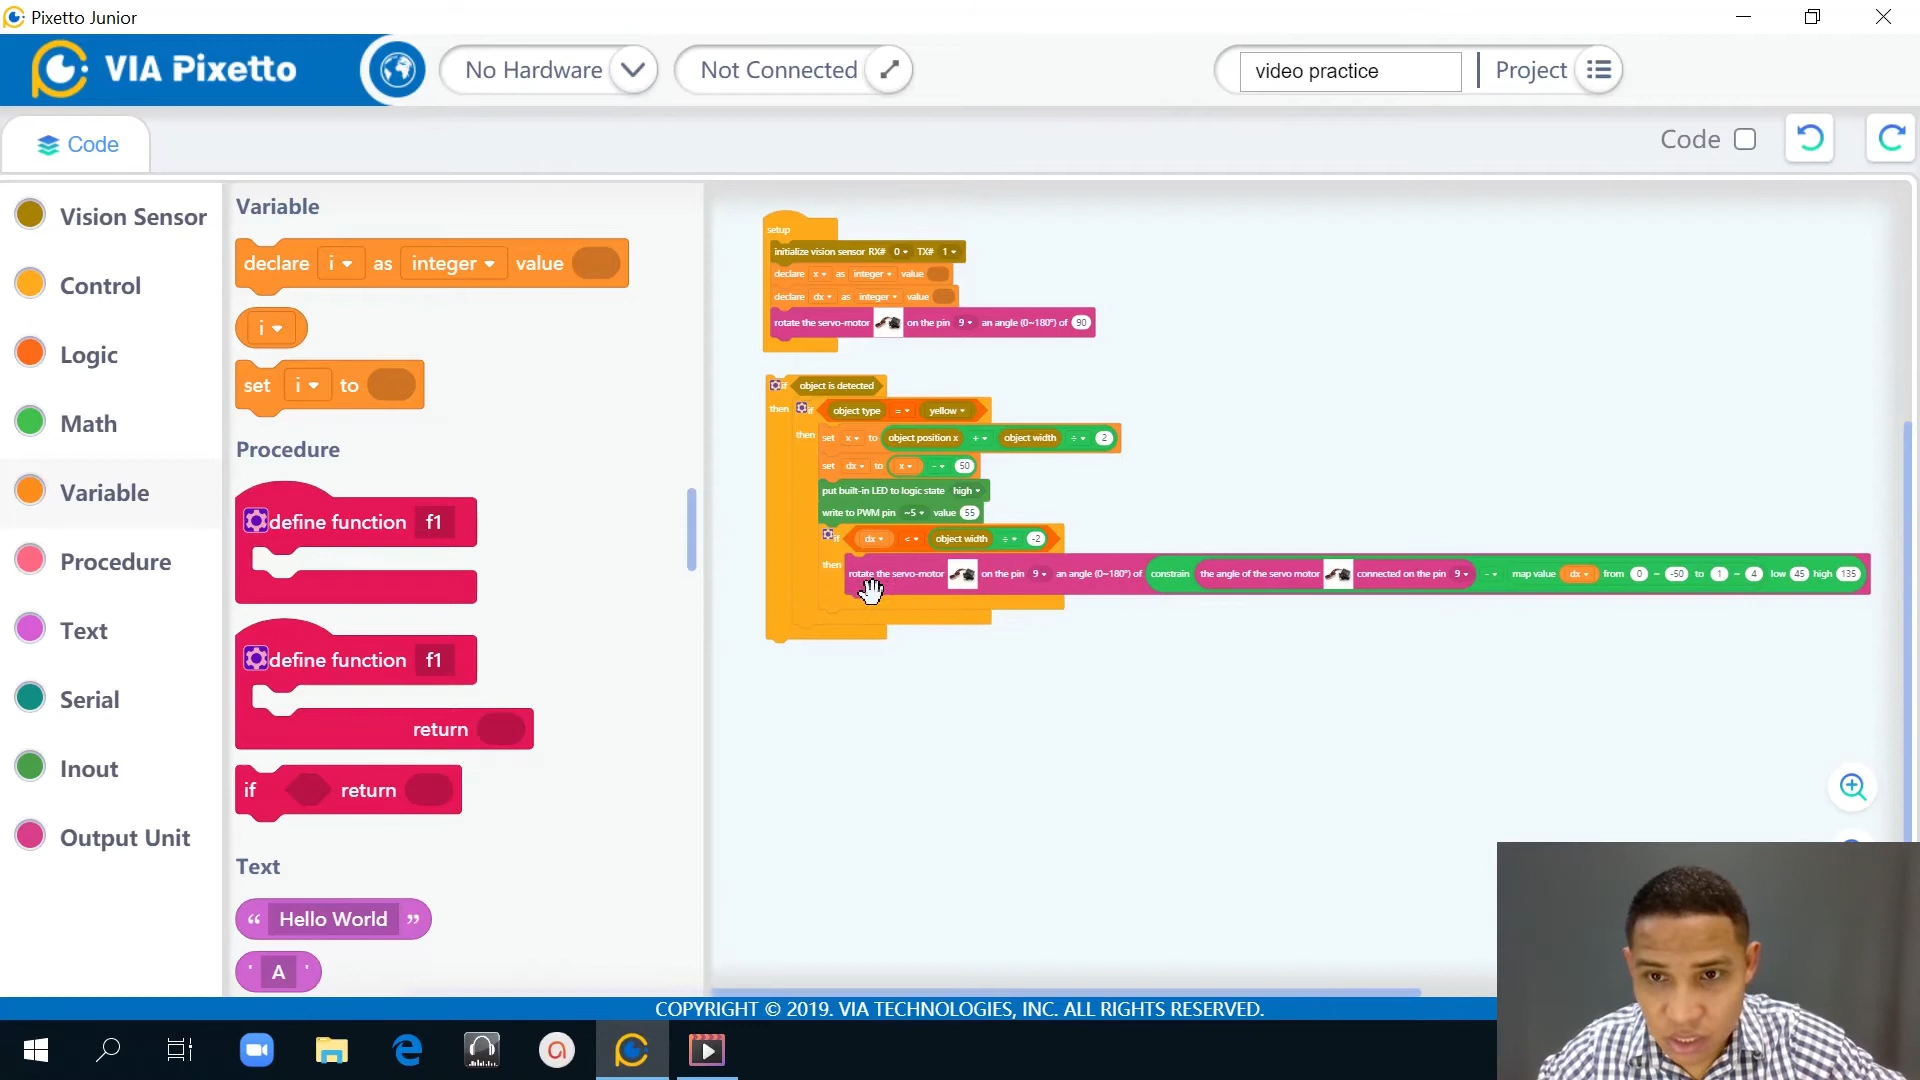 Pixetto Junior
VIA Pixetto
No Hardware
Not Connected
video practice
Project
Code
Code
Vision Sensor
Control
Logic
Math
Variable
Procedure
Text
Serial
Inout
Output Unit
Variable
declare i as integer value
i
set i to
Procedure
define function f1
define function f1
return
if return
Text
“ Hello World ”
' A '
setup
initialize vision sensor RX# 0 TX# 1
declare x as integer value
declare dx as integer value
rotate the servo-motor on the pin 9 an angle (0~180°) of 90
if object is detected
then if object type = yellow
then set x to object position x + object width ÷ 2
set dx to x - 50
put built-in LED to logic state high
write to PWM pin ~5 value 55
if dx < object width ÷ -2
then rotate the servo-motor on the pin 9 an angle (0~180°) of constrain the angle of the servo motor connected on the pin 9 - map value dx from 0 - -50 to 1 - 4 low 45 high 135
COPYRIGHT © 2019. VIA TECHNOLOGIES, INC. ALL RIGHTS RESERVED.